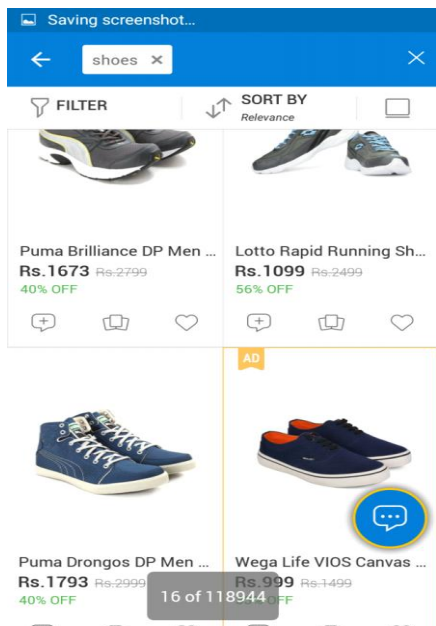 Saving screenshot...
shoes
FILTER
SORT BY
Relevance
Puma Brilliance DP Men ...
Rs.1673 Rs.2799
40% OFF
Lotto Rapid Running Sh...
Rs.1099 Rs.2499
56% OFF
AD
Puma Drongos DP Men ...
Rs.1793 Rs.2999
40% OFF
Wega Life VIOS Canvas ...
Rs.999 Rs.1499
OFF
16 of 118944